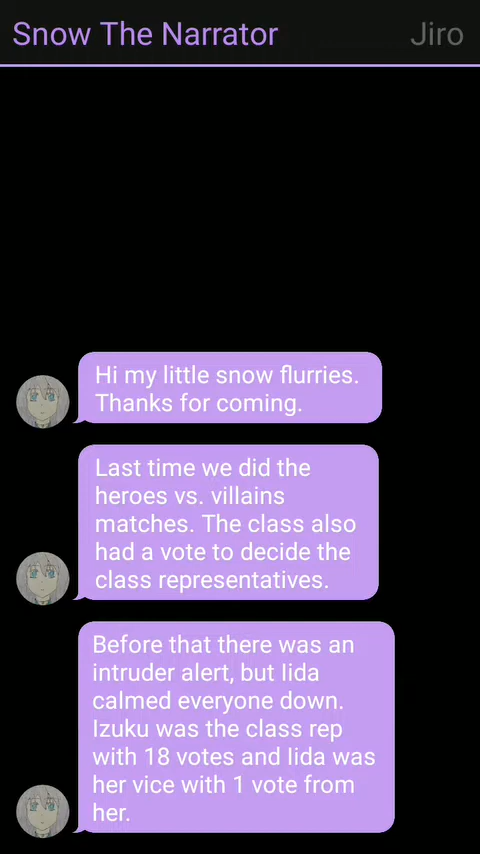 Snow The Narrator Jiro
Hi my little snow flurries.
Thanks for coming.
Last time we did the
heroes vs. villains
matches. The class also
had a vote to decide the
class representatives.
Before that there was an
intruder alert, but Iida
calmed everyone down.
Izuku was the class rep
with 18 votes and Iida was
her vice with 1 vote from
her.